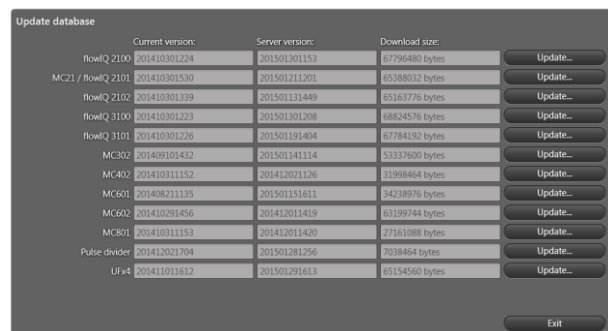 Update database
Current version: Server version: Download size:
flowIQ 2100 201410301224 201501301153 67796480 bytes Update...
MC21 / flowIQ 2101 201410301530 201501211201 65388032 bytes Update...
flowIQ 2102 201410301339 201501131449 65163776 bytes Update...
flowIQ 3100 201410301223 201501301208 68824576 bytes Update...
flowIQ 3101 201410301226 201501191404 67784192 bytes Update...
MC302 201409101432 201501141114 53337600 bytes Update...
MC402 201410311152 201412021126 31998464 bytes Update...
MC601 201408211135 201501151611 34238976 bytes Update...
MC602 201410291456 201412011419 63199744 bytes Update...
MC801 201410311153 201412011420 27161088 bytes Update...
Pulse divider 201412021704 201501281256 7038464 bytes Update...
UFx4 201411011612 201501291613 65154560 bytes Update...
Exit